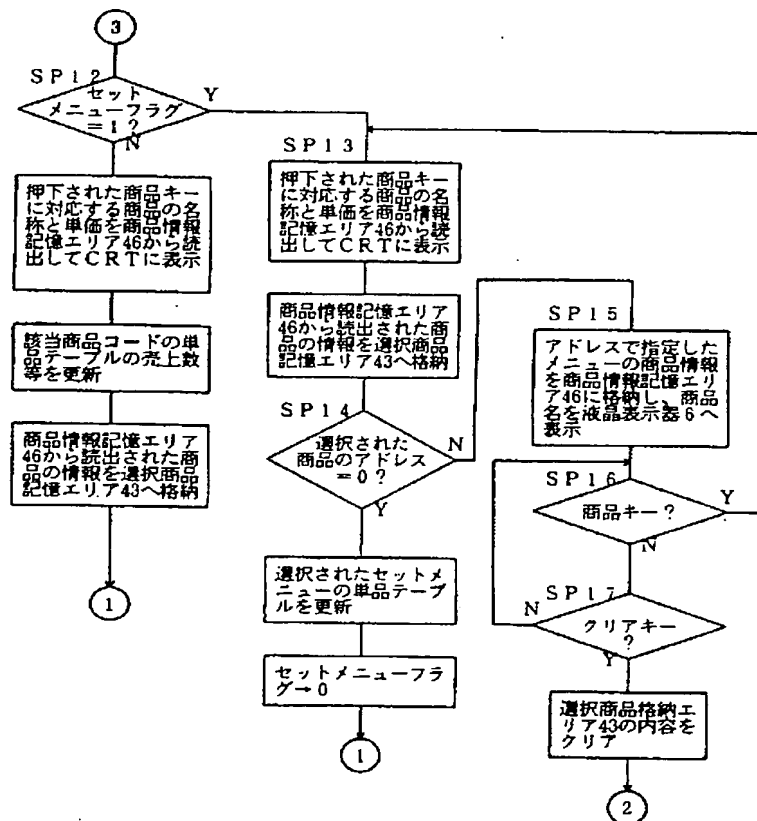 3
SP12
セット
メニューフラグ
=1?
Y
N
押下された商品キー
に対応する商品の名
称と単価を商品情報
記憶エリア46から読
出してCRTに表示
該当商品コードの単
品テーブルの売上数
等を更新
商品情報記憶エリア
46から読出された商
品の情報を選択商品
記憶エリア43へ格納
1
SP13
押下された商品キー
に対応する商品の名
称と単価を商品情報
記憶エリア46から読
出してCRTに表示
商品情報記憶エリア
46から読出された商
品の情報を選択商品
記憶エリア43へ格納
SP14
選択された
商品のアドレス
=0?
N
Y
選択されたセットメ
ニューの単品テーブ
ルを更新
セットメニューフラ
グ→0
1
SP15
アドレスで指定した
メニューの商品情報
を商品情報記憶エリ
ア46に格納し、商品
名を液晶表示器6へ
表示
SP16
商品キー?
Y
N
SP17
クリアキー
?
N
Y
選択商品格納エ
リア43の内容を
クリア
2